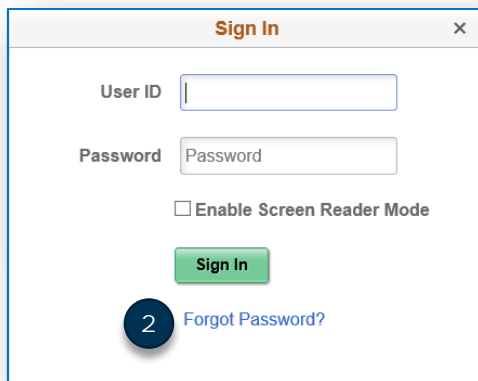 Sign In ×
User ID
Password Password
Enable Screen Reader Mode
Sign In
2 Forgot Password?